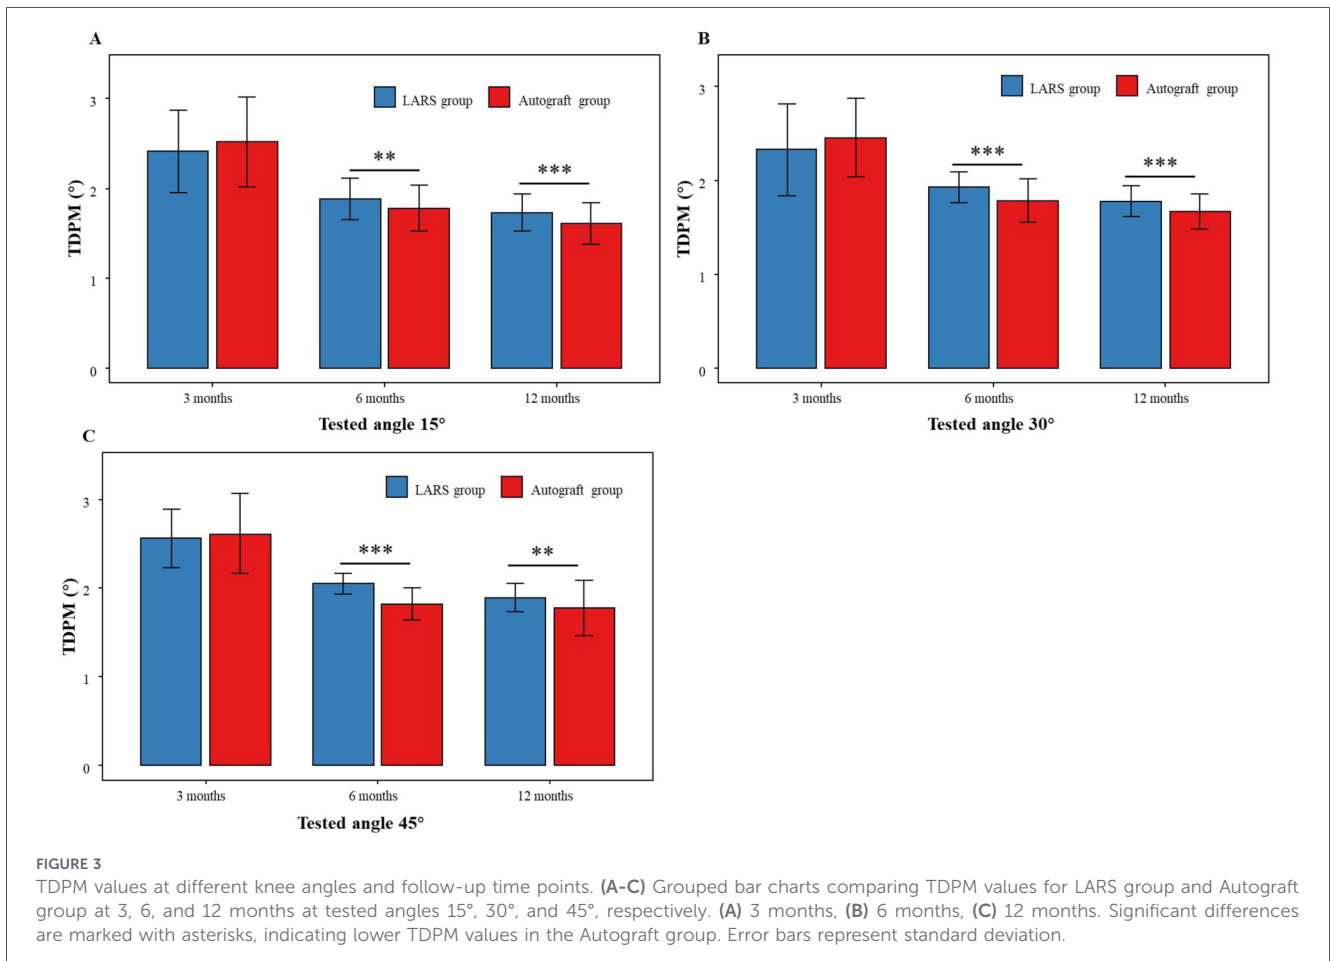 A
LARS group Autograft group
3
2
1
0
TDPM (°)
**
***
3 months 6 months 12 months
Tested angle 15°
B
LARS group Autograft group
3
2
1
0
TDPM (°)
***
***
3 months 6 months 12 months
Tested angle 30°
C
LARS group Autograft group
3
2
1
0
TDPM (°)
***
**
3 months 6 months 12 months
Tested angle 45°
FIGURE 3
TDPM values at different knee angles and follow-up time points. (A-C) Grouped bar charts comparing TDPM values for LARS group and Autograft
group at 3, 6, and 12 months at tested angles 15°, 30°, and 45°, respectively. (A) 3 months, (B) 6 months, (C) 12 months. Significant differences
are marked with asterisks, indicating lower TDPM values in the Autograft group. Error bars represent standard deviation.